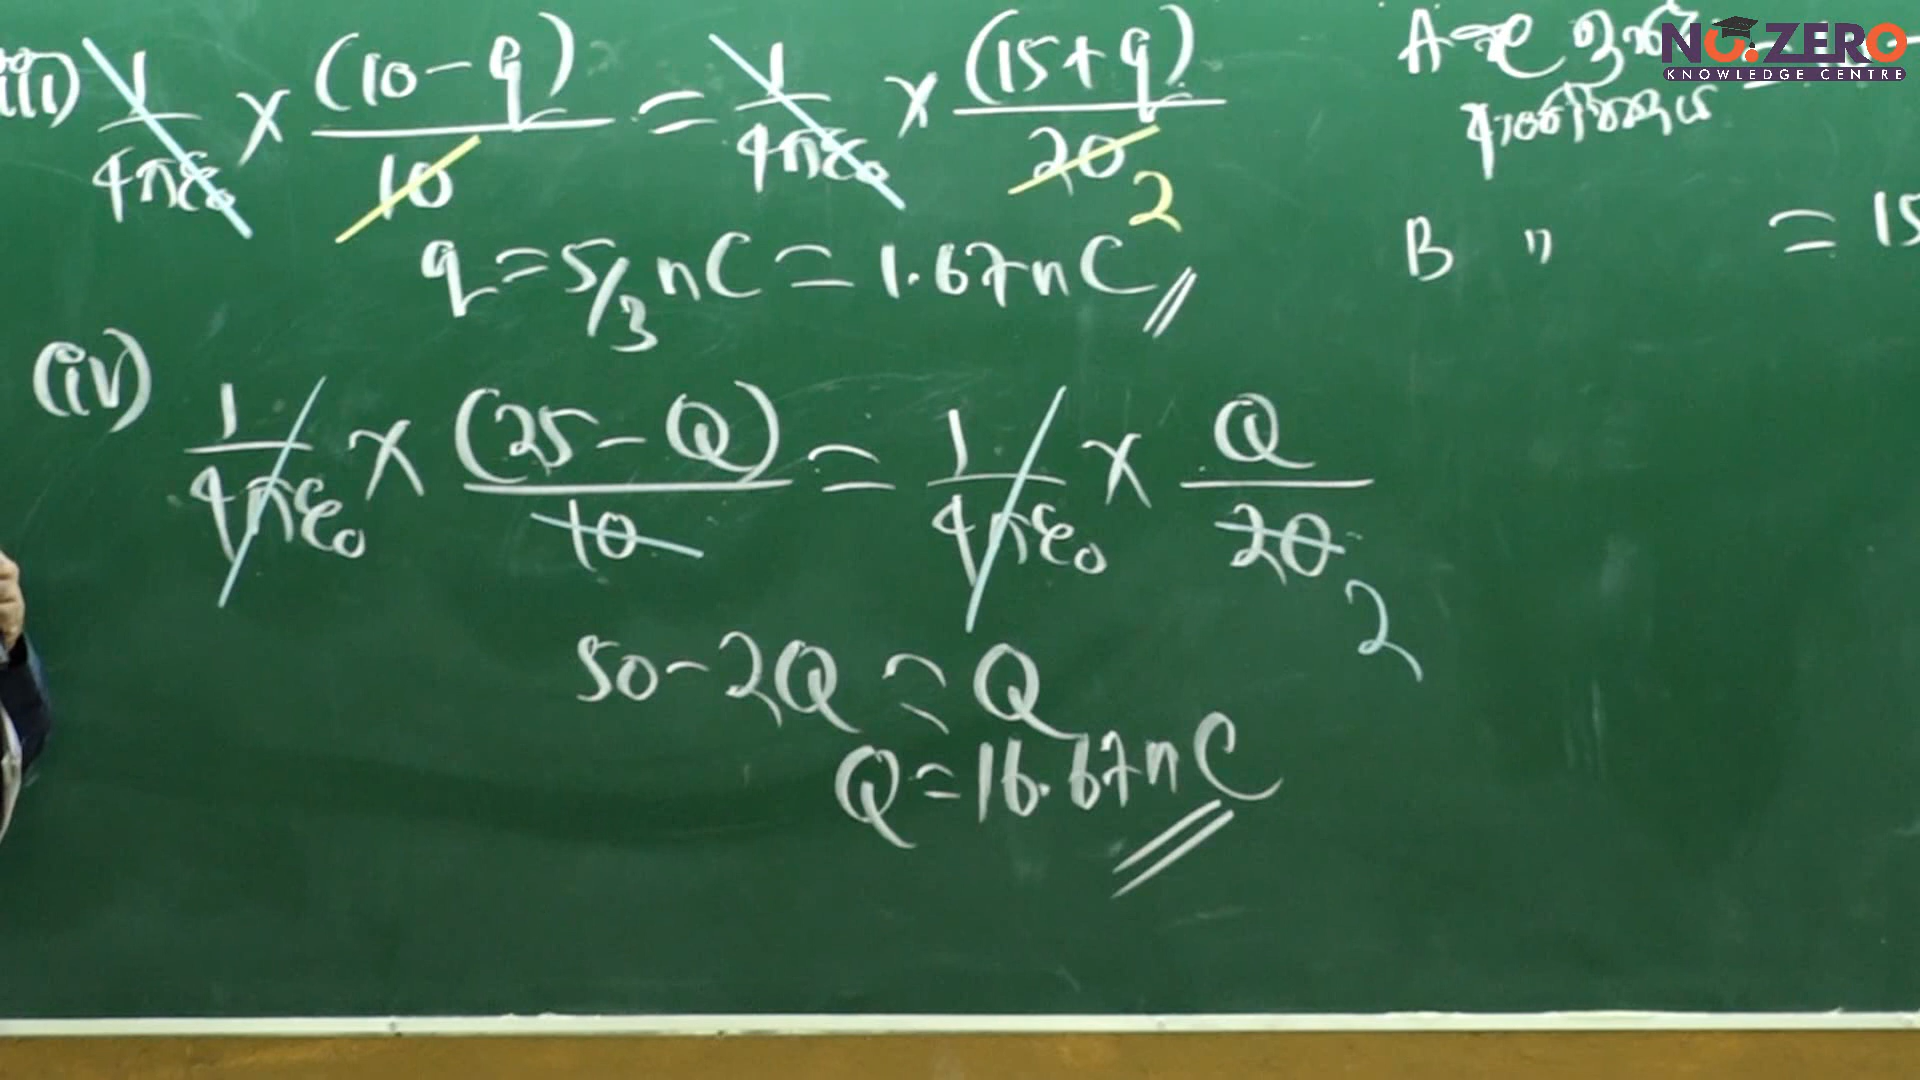 (iii) 1/4πε₀ × (10 - q)/10 = 1/4πε₀ × (15 + q)/20 2
q = 5/3 nC = 1.67 nC
(iv) 1/4πε₀ × (25 - Q)/10 = 1/4πε₀ × Q/20 2
50 - 2Q = Q
Q = 16.67 nC
A =
B " = 15
NO.ZERO
KNOWLEDGE CENTRE